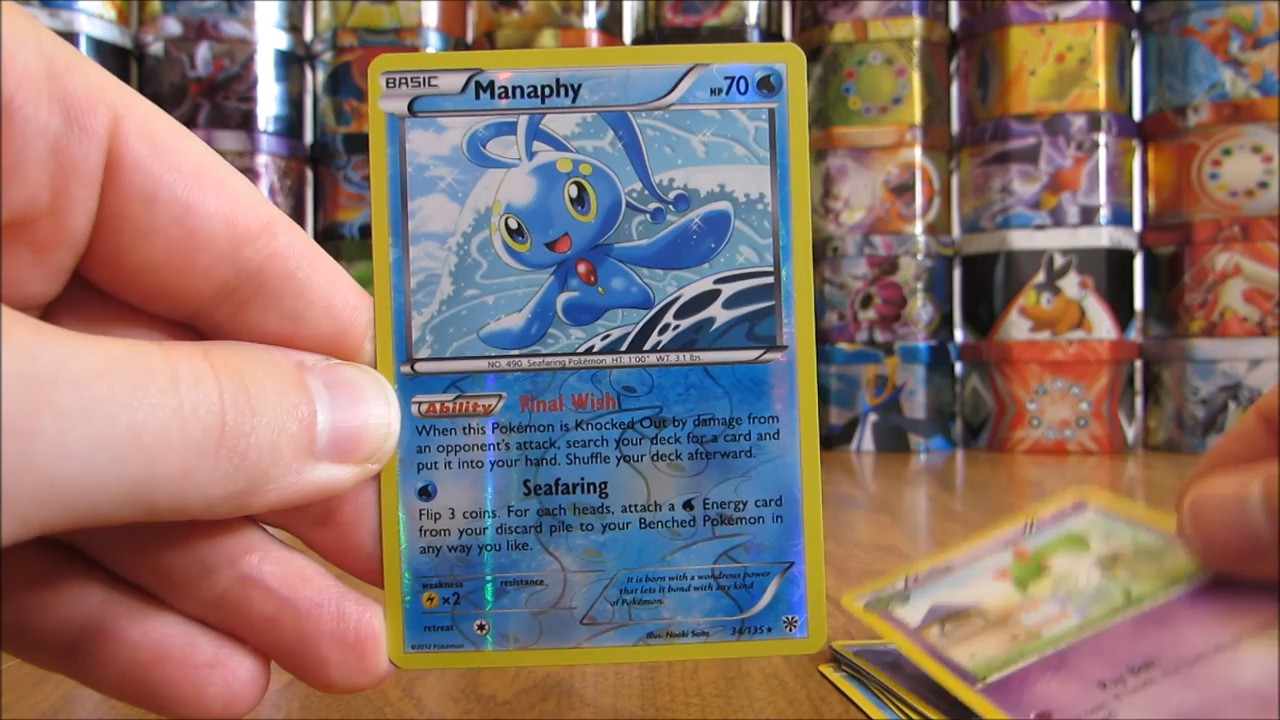 BASIC Manaphy HP 70
NO. 490 Seafaring Pokémon HT: 1'00" WT: 3.1 lbs.
Ability Final Wish
When this Pokémon is Knocked Out by damage from
an opponent's attack, search your deck for a card and
put it into your hand. Shuffle your deck afterward.
Seafaring
Flip 3 coins. For each heads, attach a Energy card
from your discard pile to your Benched Pokémon in
any way you like.
weakness resistance
×2
It is born with a wondrous power
that lets it bond with any kind
of Pokémon.
retreat
Illus. Naoki Saito 34/135 ★
©2012 Pokémon